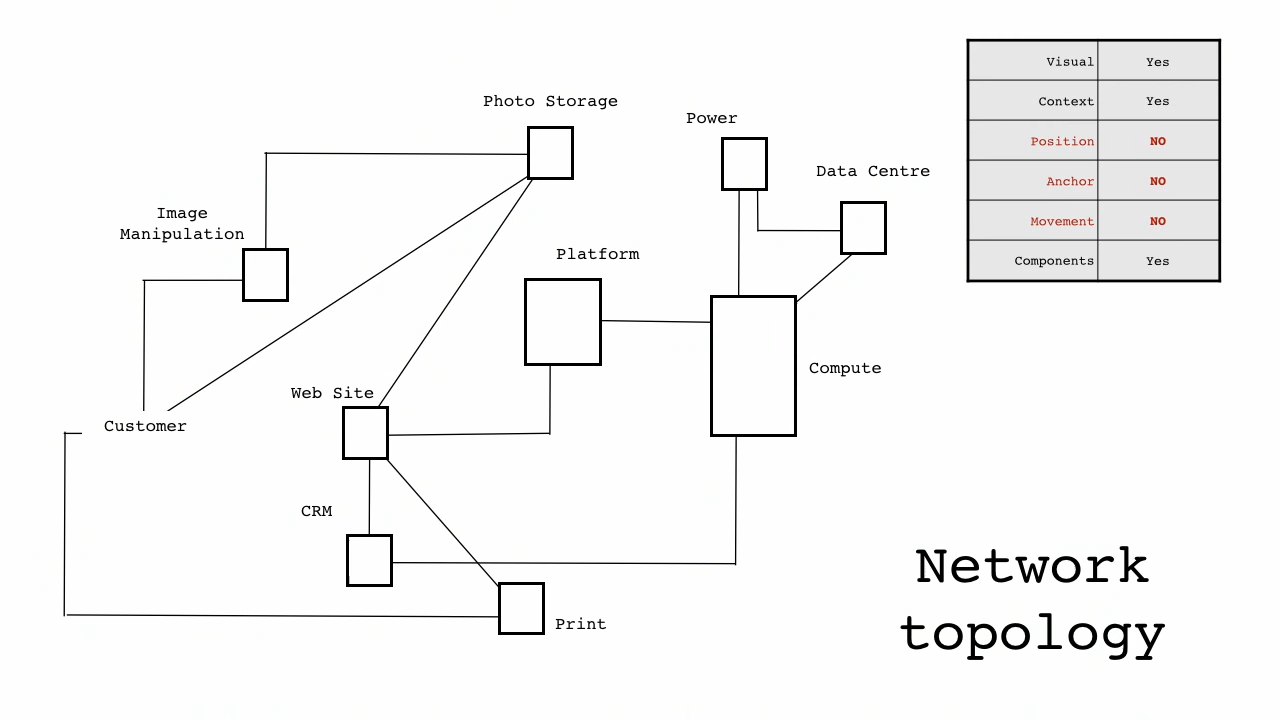 Photo Storage
Power
Data Centre
Image
Manipulation
Platform
Compute
Web Site
Customer
CRM
Print
Visual Yes
Context Yes
Position NO
Anchor NO
Movement NO
Components Yes
Network
topology